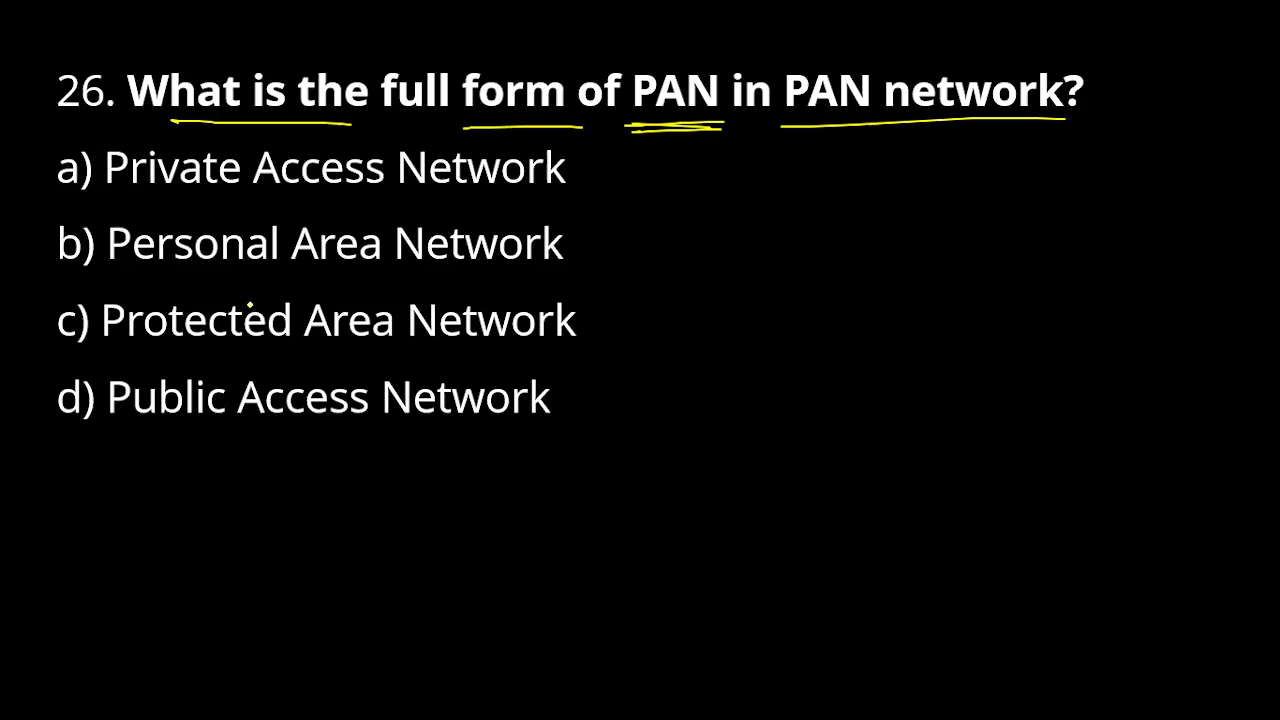 26. What is the full form of PAN in PAN network?
a) Private Access Network
b) Personal Area Network
c) Protected Area Network
d) Public Access Network